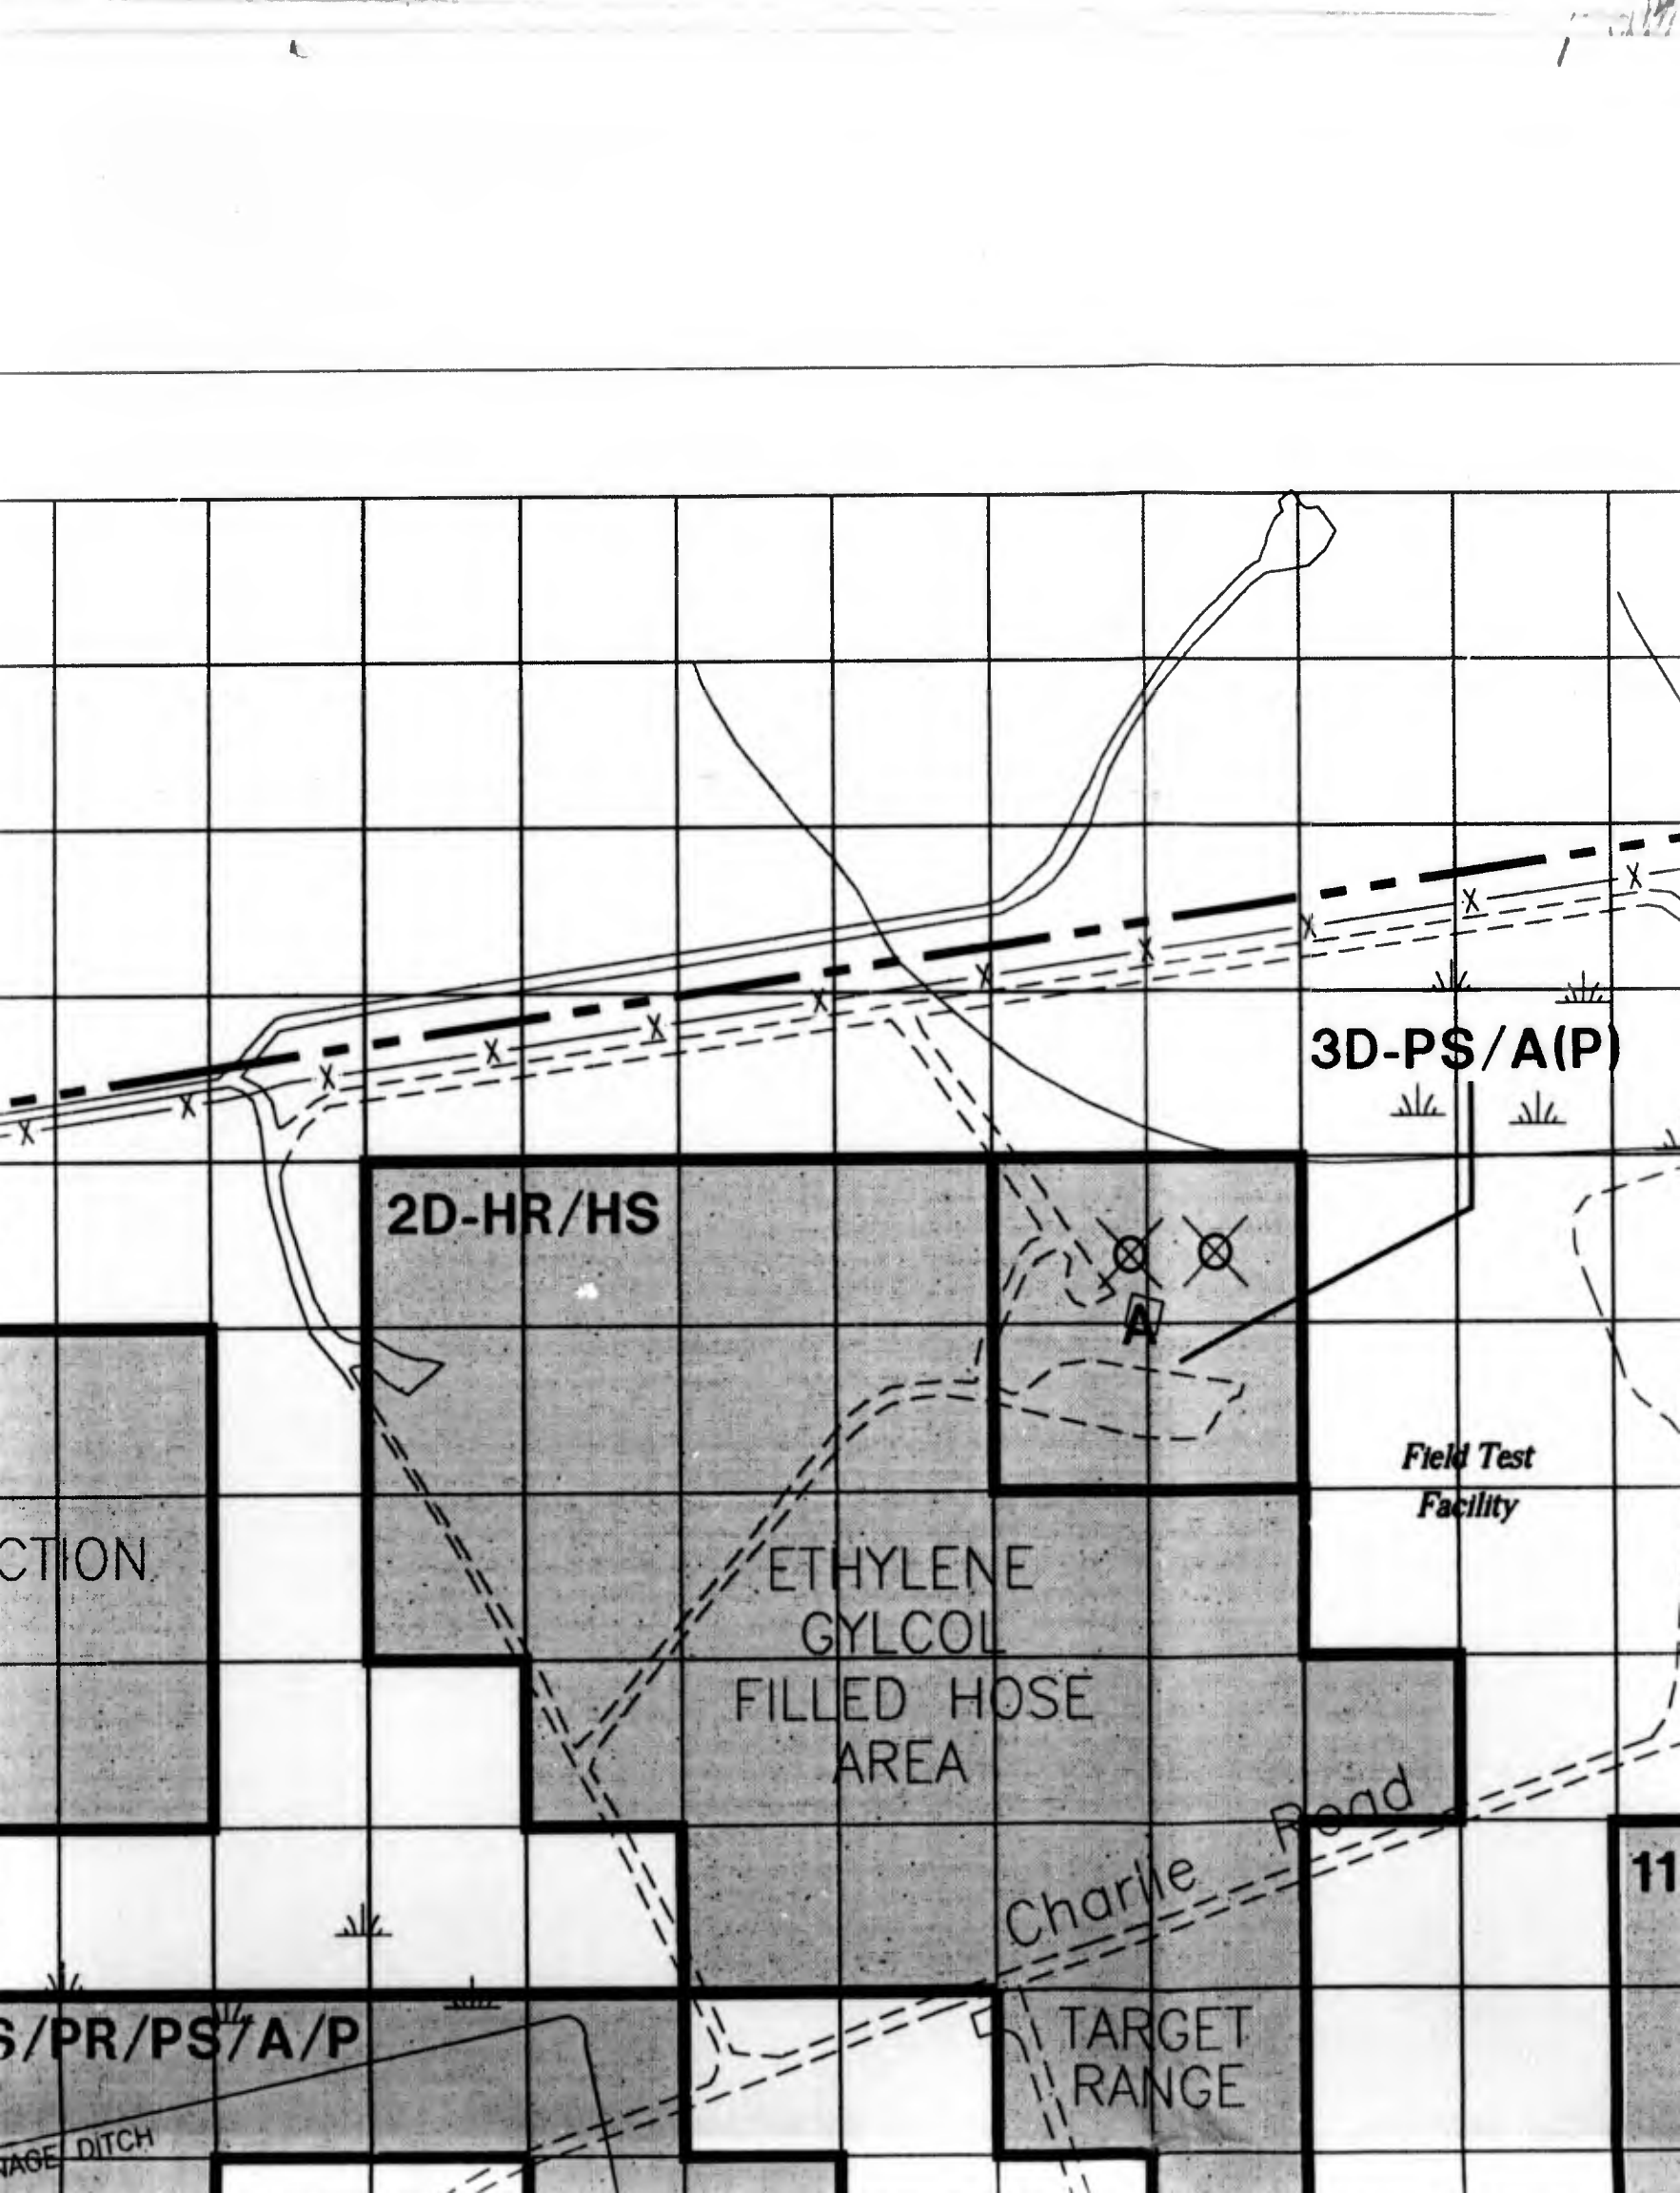 3D-PS/A(P)
2D-HR/HS
A
Field Test
Facility
CTION
ETHYLENE
GYLCOL
FILLED HOSE
AREA
Charlie Road
11
S/PR/PS/A/P
TARGET
RANGE
NAGE DITCH